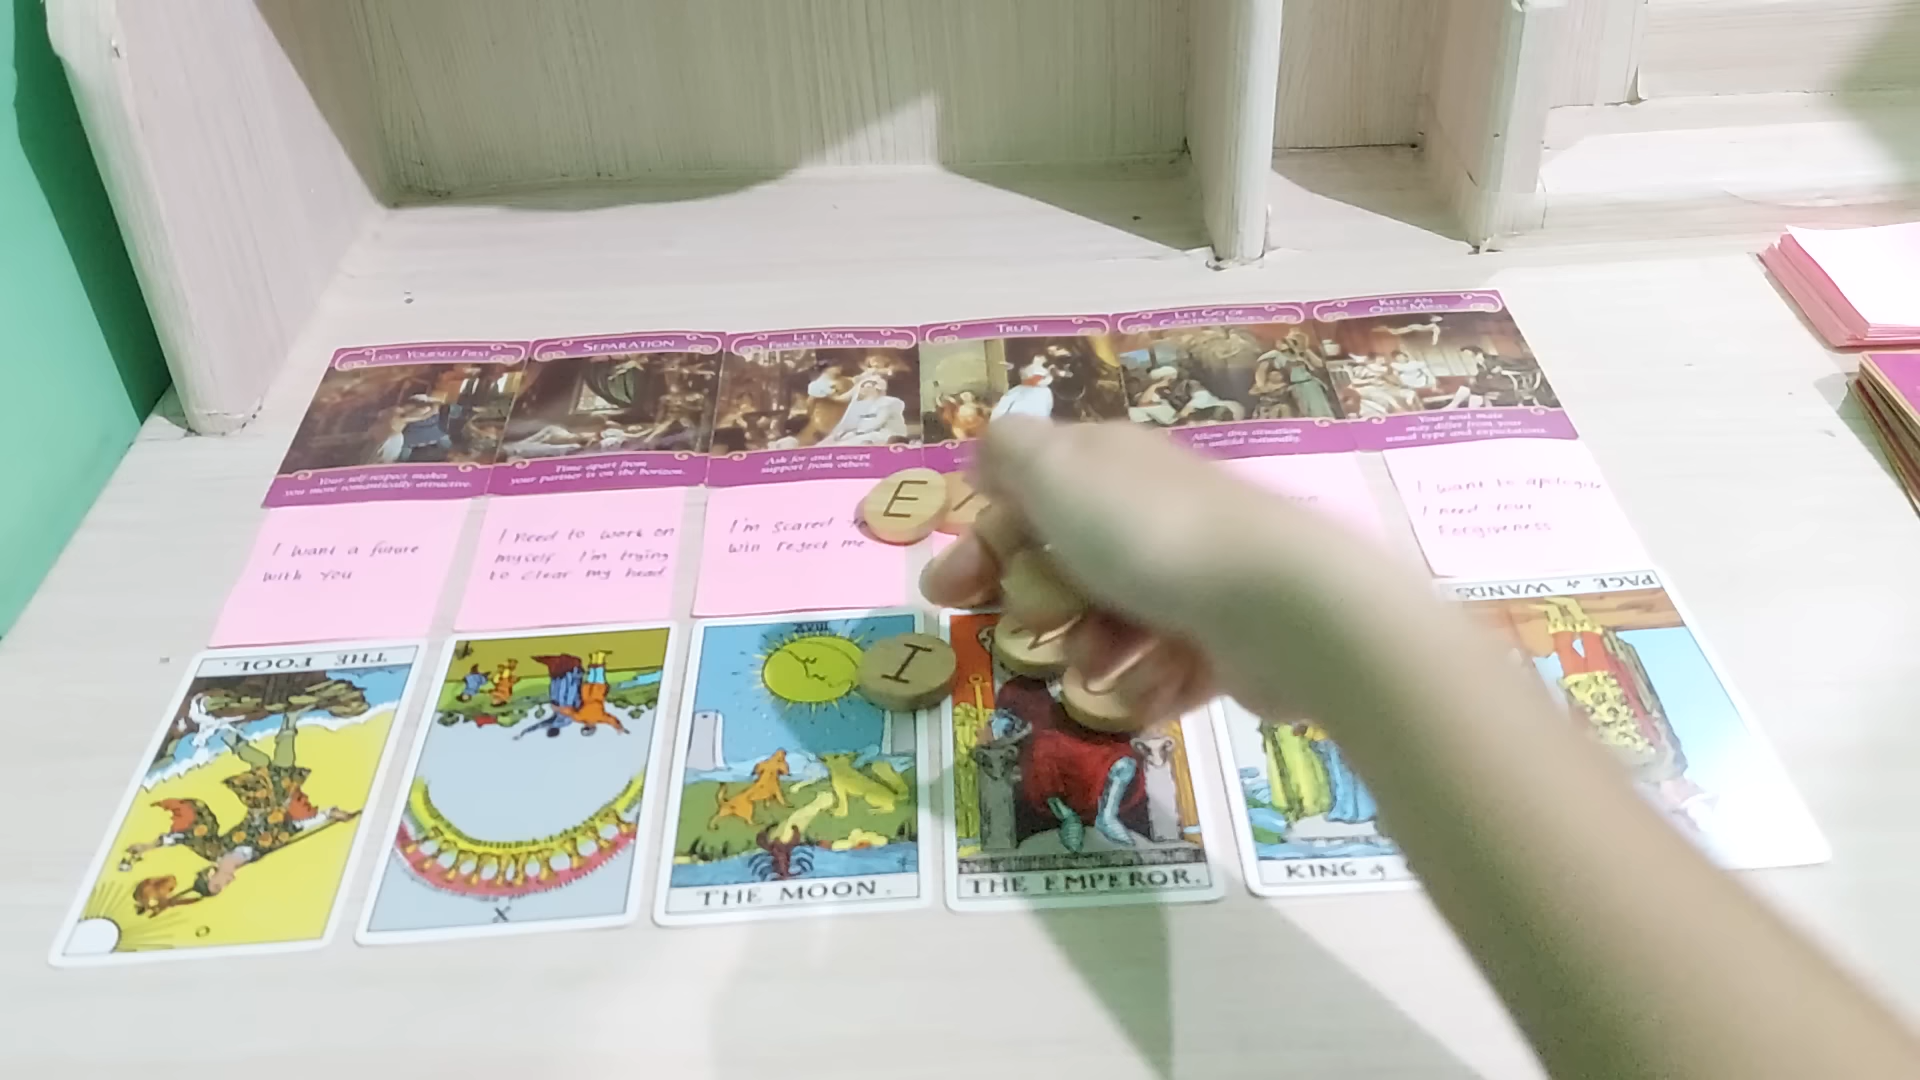 LOVE YOURSELF FIRST
Your self-respect makes
you more romantically attractive.
SEPARATION
Time apart from
your partner is on the horizon.
LET YOUR
FRIENDS HELP YOU
Ask for and accept
support from others.
TRUST
LET GO OF
CONTROL ISSUES
Allow this situation
to unfold naturally.
KEEP AN
OPEN MIND
Your soul mate
may differ from your
usual type and expectations.
I want a future
with you
I need to work on
myself. I'm trying
to clear my head
I'm scared
win reject me
I want to apologize
I need your
Forgiveness
E
I
THE FOOL.
O
X
XVIII
THE MOON.
THE EMPEROR.
KING of
PAGE of WANDS.